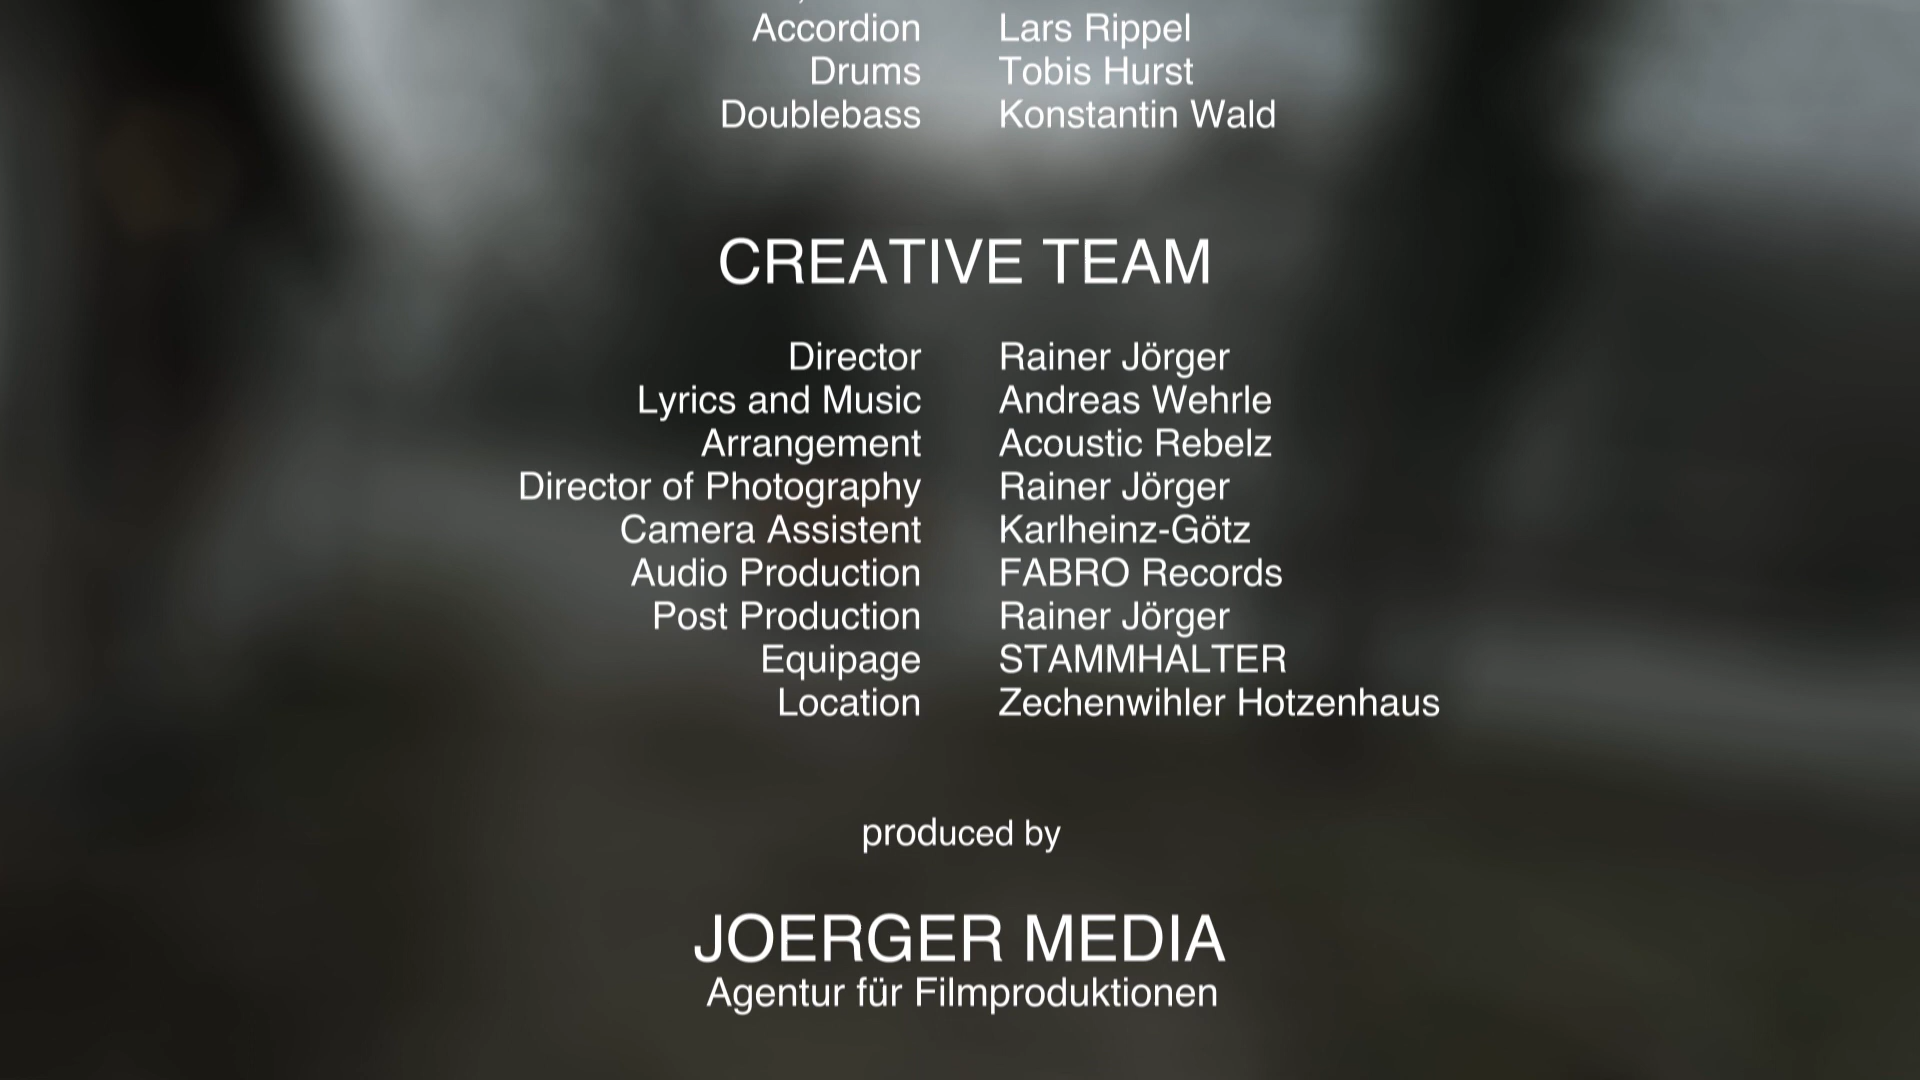 Accordion Lars Rippel
Drums Tobis Hurst
Doublebass Konstantin Wald
CREATIVE TEAM
Director Rainer Jörger
Lyrics and Music Andreas Wehrle
Arrangement Acoustic Rebelz
Director of Photography Rainer Jörger
Camera Assistent Karlheinz-Götz
Audio Production FABRO Records
Post Production Rainer Jörger
Equipage STAMMHALTER
Location Zechenwihler Hotzenhaus
produced by
JOERGER MEDIA
Agentur für Filmproduktionen